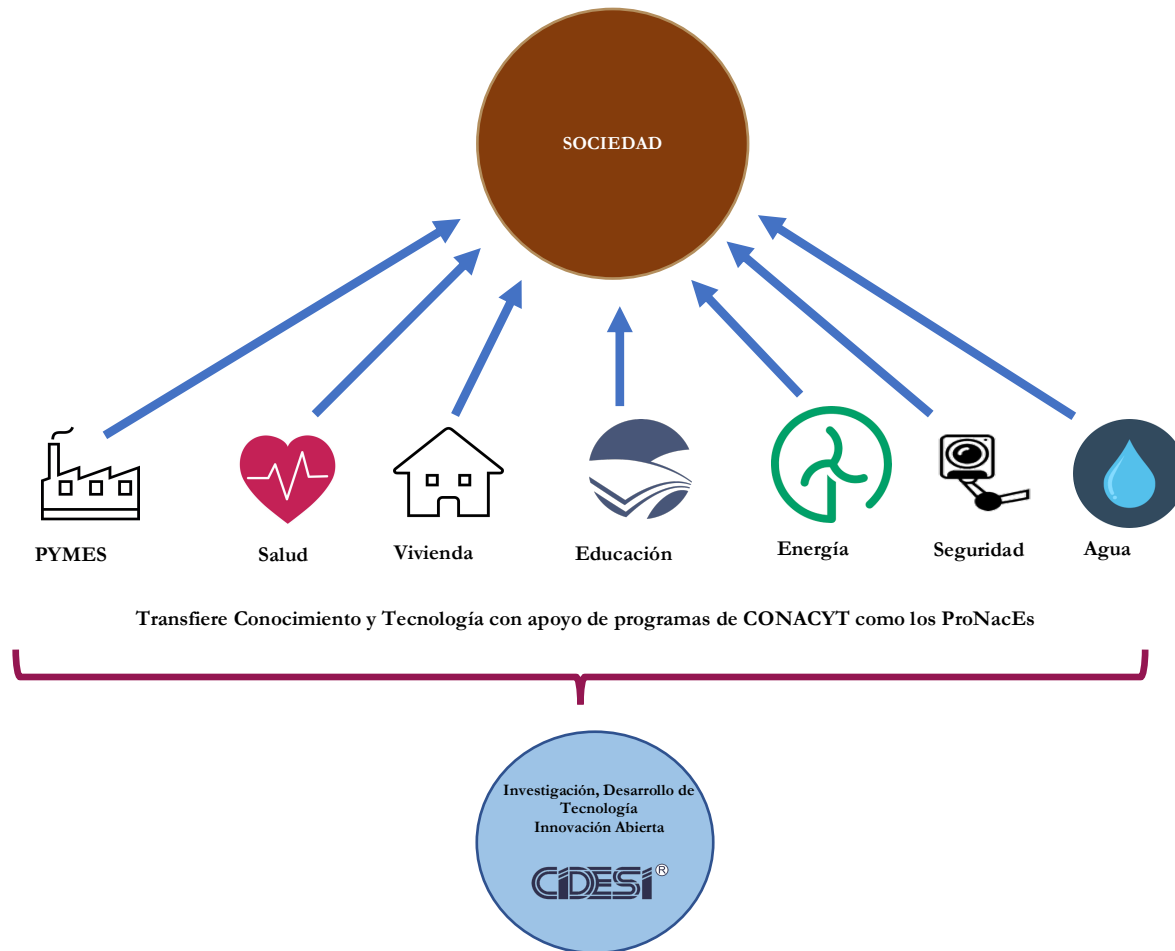 SOCIEDAD
PYMES
Salud
Vivienda
Educación
Energía
Seguridad
Agua
Transfiere Conocimiento y Tecnología con apoyo de programas de CONACYT como los ProNacEs
Investigación, Desarrollo de
Tecnología
Innovación Abierta
CIDESI®